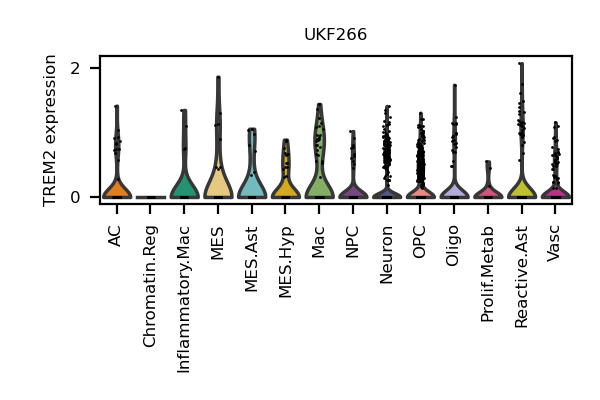 UKF266
TREM2 expression
2
0
AC
Chromatin.Reg
Inflammatory.Mac
MES
MES.Ast
MES.Hyp
Mac
NPC
Neuron
OPC
Oligo
Prolif.Metab
Reactive.Ast
Vasc